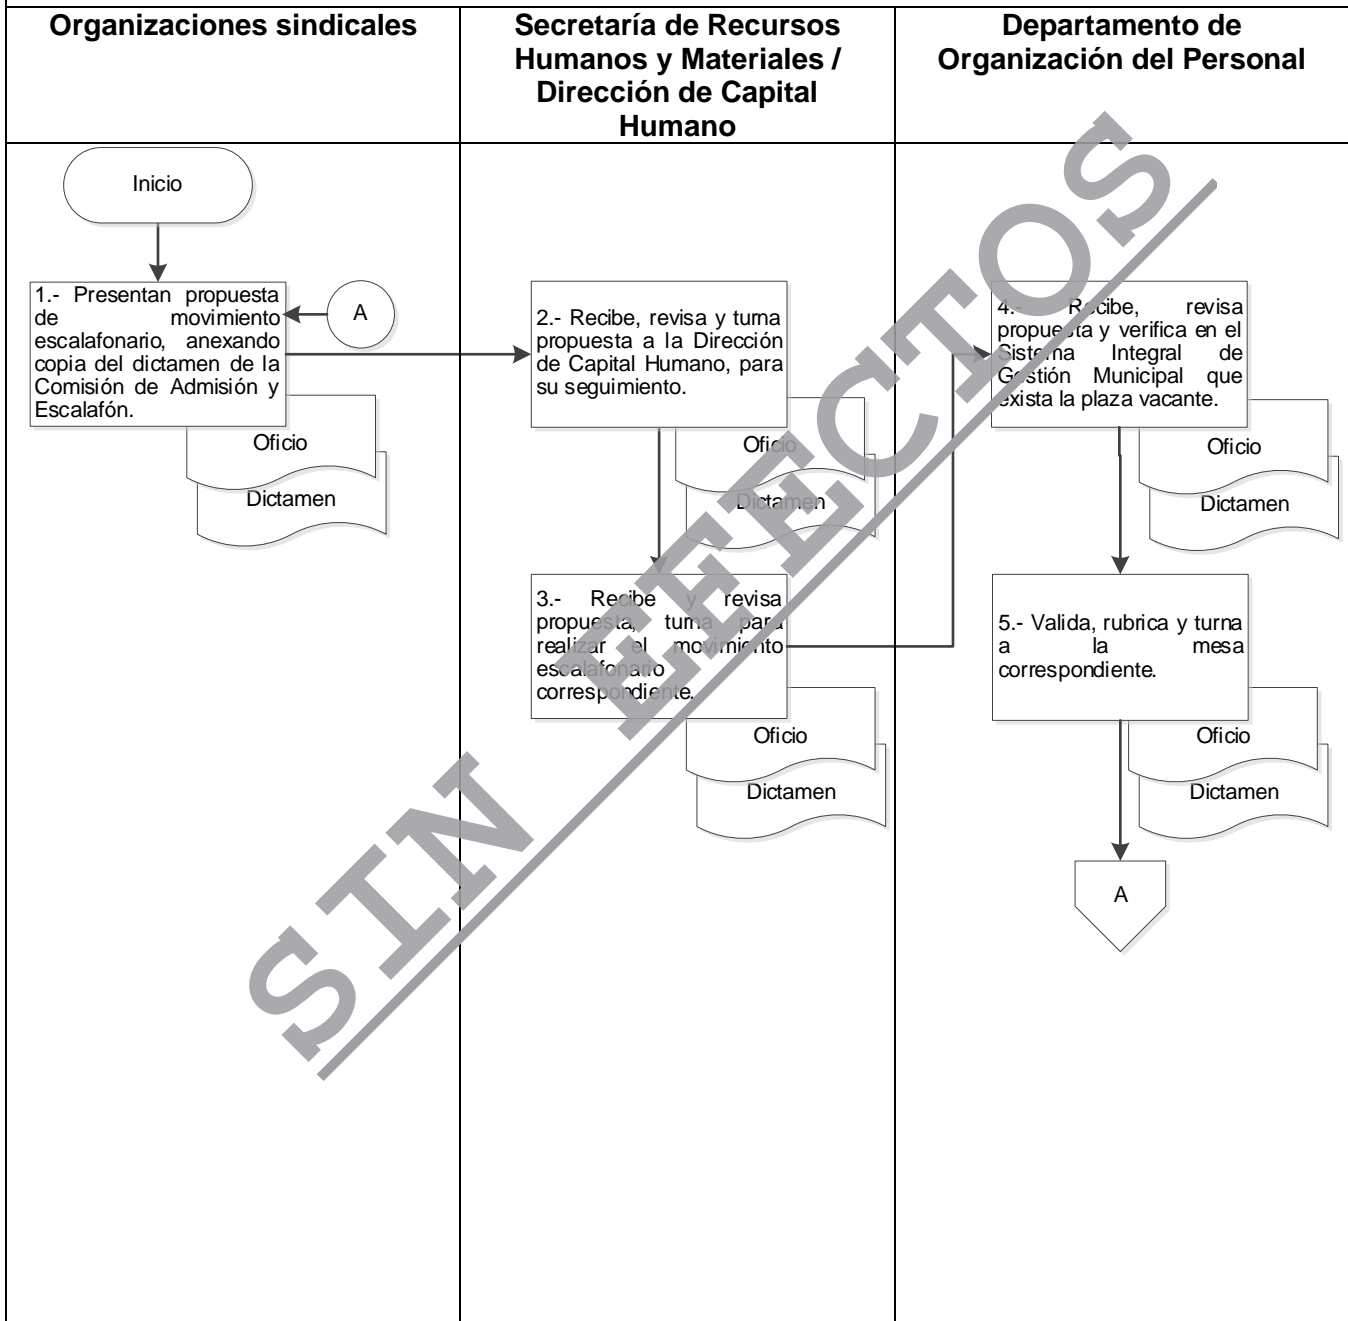 Organizaciones sindicales
Secretaría de Recursos
Humanos y Materiales /
Dirección de Capital
Humano
Departamento de
Organización del Personal
Inicio
1.- Presentan propuesta
de movimiento
escalafonario, anexando
copia del dictamen de la
Comisión de Admisión y
Escalafón.
A
Oficio
Dictamen
2.- Recibe, revisa y turna
propuesta a la Dirección
de Capital Humano, para
su seguimiento.
Oficio
Dictamen
3.- Recibe y revisa
propuesta, turna para
realizar el movimiento
escalafonario
correspondiente.
Oficio
Dictamen
4.- Recibe, revisa
propuesta y verifica en el
Sistema Integral de
Gestión Municipal que
exista la plaza vacante.
Oficio
Dictamen
5.- Valida, rubrica y turna
a la mesa
correspondiente.
Oficio
Dictamen
A
SIN EFECTOS